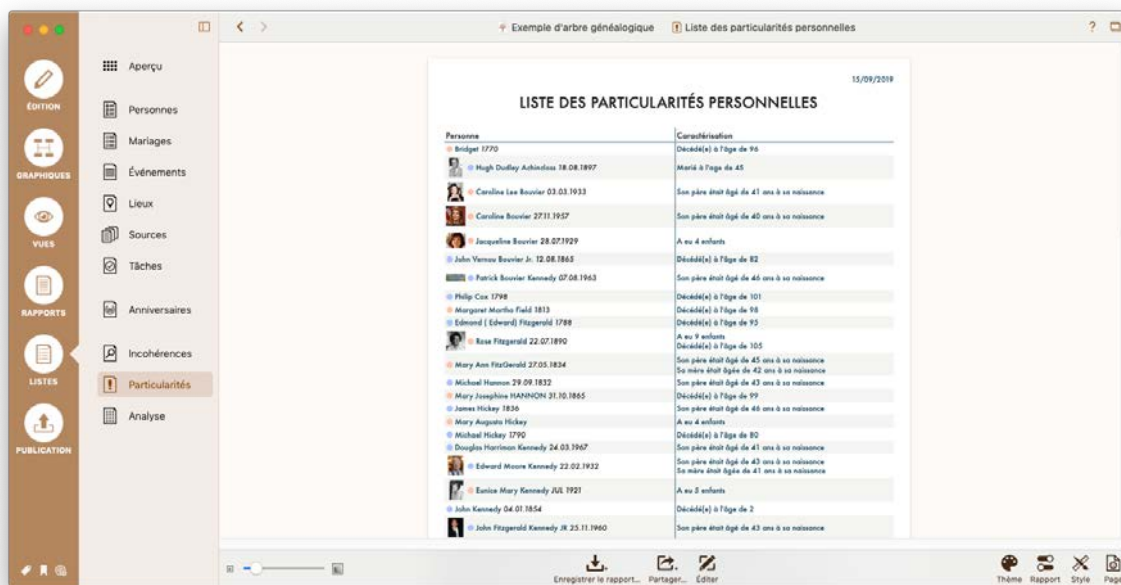 Exemple d'arbre généalogique
Liste des particularités personnelles
?
ÉDITION
GRAPHIQUES
VUES
RAPPORTS
LISTES
PUBLICATION
Aperçu
Personnes
Mariages
Événements
Lieux
Sources
Tâches
Anniversaires
Incohérences
Particularités
Analyse
15/09/2019
LISTE DES PARTICULARITÉS PERSONNELLES
Personne Caractérisation
Bridget 1770 Décédé(e) à l'âge de 96
Hugh Dudley Achincloss 18.08.1897 Marié à l'age de 45
Caroline Lee Bouvier 03.03.1933 Son père était âgé de 41 ans à sa naissance
Caroline Bouvier 27.11.1957 Son père était âgé de 40 ans à sa naissance
Jacqueline Bouvier 28.07.1929 A eu 4 enfants
John Vernou Bouvier Jr. 12.08.1865 Décédé(e) à l'âge de 82
Patrick Bouvier Kennedy 07.08.1963 Son père était âgé de 46 ans à sa naissance
Philip Cox 1798 Décédé(e) à l'âge de 101
Margaret Martha Field 1813 Décédé(e) à l'âge de 98
Edmond ( Edward) Fitzgerald 1788 Décédé(e) à l'âge de 95
Rose Fitzgerald 22.07.1890 A eu 9 enfants
Décédé(e) à l'âge de 105
Mary Ann FitzGerald 27.05.1834 Son père était âgé de 45 ans à sa naissance
Sa mère était âgée de 42 ans à sa naissance
Michael Hannon 29.09.1832 Son père était âgé de 43 ans à sa naissance
Mary Josephine HANNON 31.10.1865 Décédé(e) à l'âge de 99
James Hickey 1836 Son père était âgé de 46 ans à sa naissance
Mary Augusta Hickey A eu 4 enfants
Michael Hickey 1790 Décédé(e) à l'âge de 80
Douglas Harriman Kennedy 24.03.1967 Son père était âgé de 41 ans à sa naissance
Edward Moore Kennedy 22.02.1932 Son père était âgé de 43 ans à sa naissance
Sa mère était âgée de 41 ans à sa naissance
Eunice Mary Kennedy JUL 1921 A eu 5 enfants
John Kennedy 04.01.1854 Décédé(e) à l'âge de 2
John Fitzgerald Kennedy JR 25.11.1960 Son père était âgé de 43 ans à sa naissance
Enregistrer le rapport... Partager... Éditer
Thème Rapport Style Page